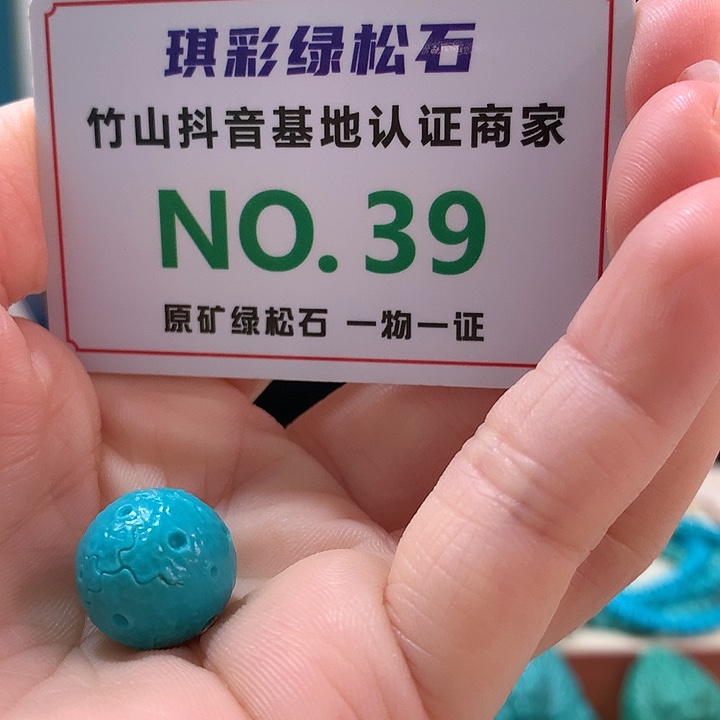 琪彩绿松石
竹山抖音基地认证商家
NO. 39
原矿绿松石 一物一证